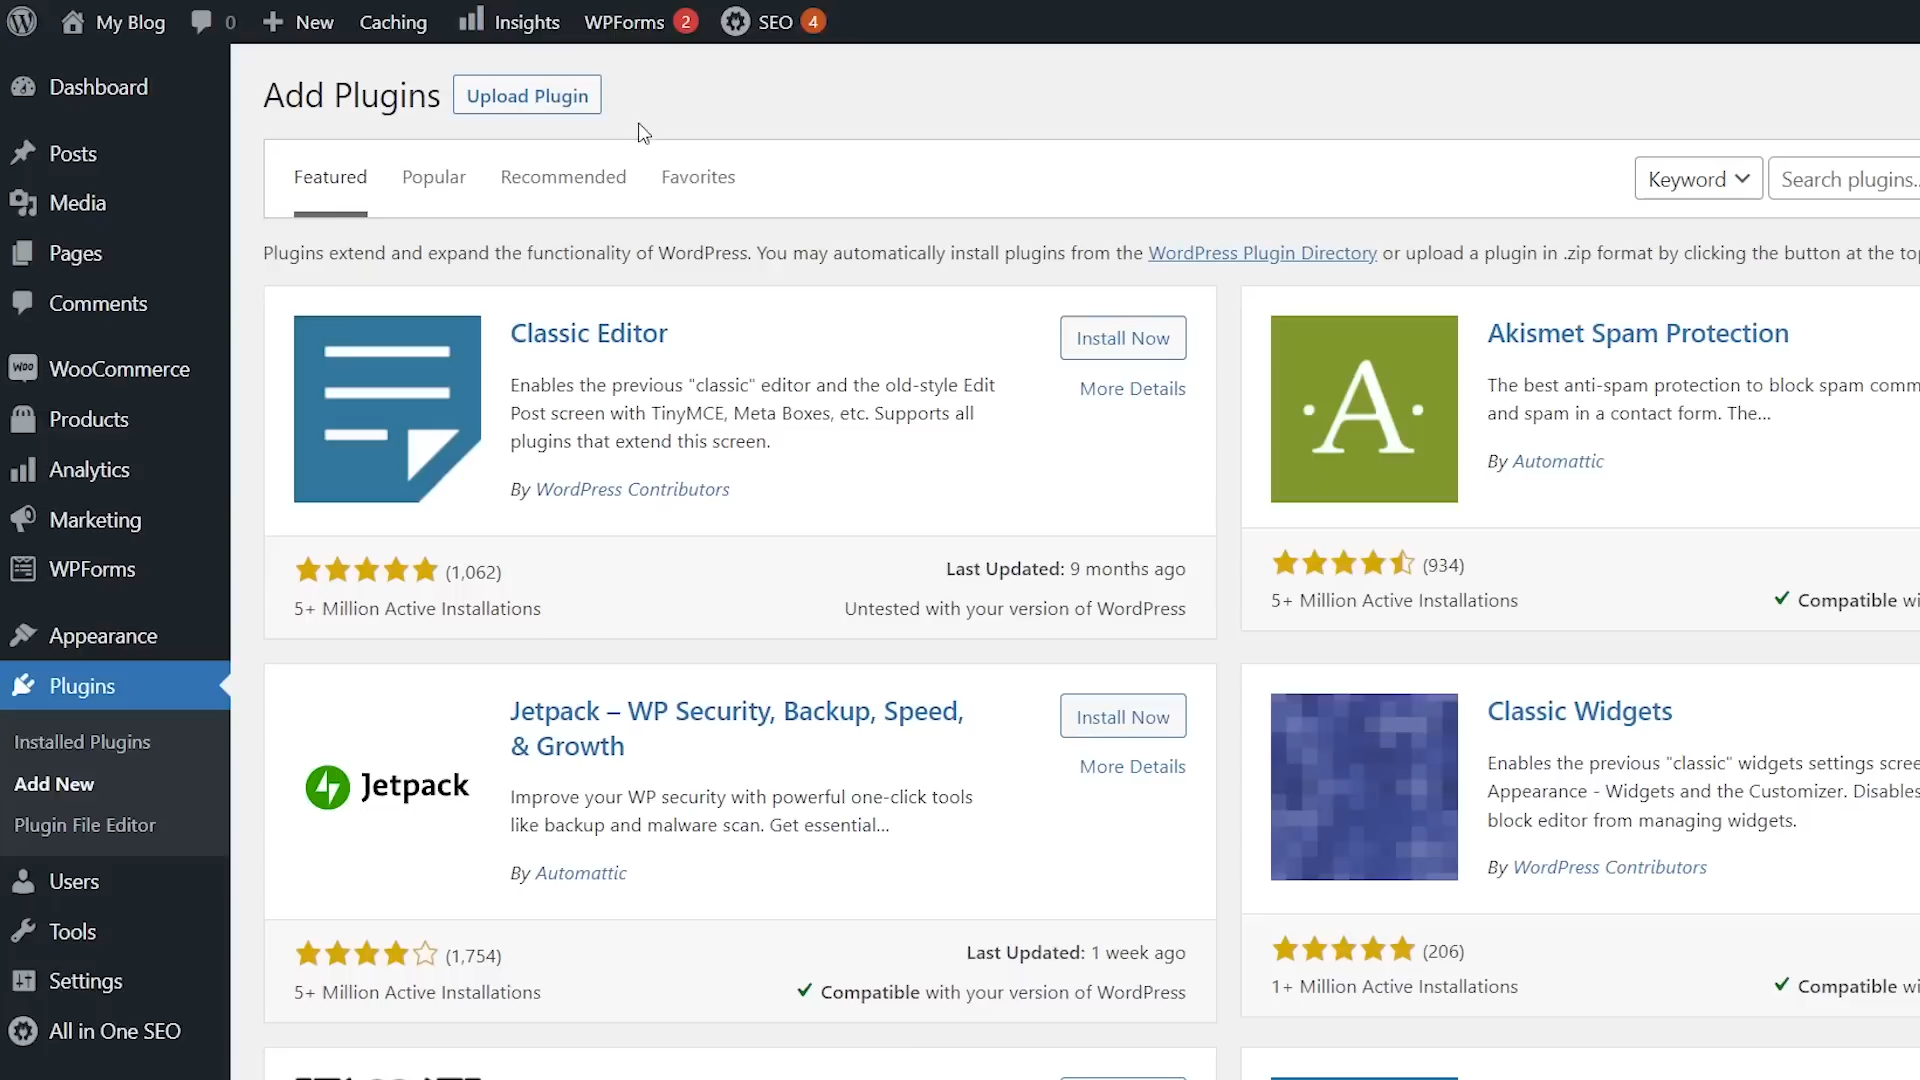 My Blog 0 New Caching Insights WPForms 2 SEO 4
Dashboard
Posts
Media
Pages
Comments
WOO WooCommerce
Products
Analytics
Marketing
WPForms
Appearance
Plugins
Installed Plugins
Add New
Plugin File Editor
Users
Tools
Settings
All in One SEO
Add Plugins Upload Plugin
Featured Popular Recommended Favorites Keyword Search plugins..
Plugins extend and expand the functionality of WordPress. You may automatically install plugins from the WordPress Plugin Directory or upload a plugin in .zip format by clicking the button at the to
Classic Editor
Install Now
More Details
Enables the previous "classic" editor and the old-style Edit
Post screen with TinyMCE, Meta Boxes, etc. Supports all
plugins that extend this screen.
By WordPress Contributors
(1,062)
5+ Million Active Installations
Last Updated: 9 months ago
Untested with your version of WordPress
A
Akismet Spam Protection
The best anti-spam protection to block spam comm
and spam in a contact form. The...
By Automattic
(934)
5+ Million Active Installations
Compatible wi
Jetpack
Jetpack – WP Security, Backup, Speed,
& Growth
Install Now
More Details
Improve your WP security with powerful one-click tools
like backup and malware scan. Get essential...
By Automattic
(1,754)
5+ Million Active Installations
Last Updated: 1 week ago
Compatible with your version of WordPress
Classic Widgets
Enables the previous "classic" widgets settings scree
Appearance - Widgets and the Customizer. Disables
block editor from managing widgets.
By WordPress Contributors
(206)
1+ Million Active Installations
Compatible wi